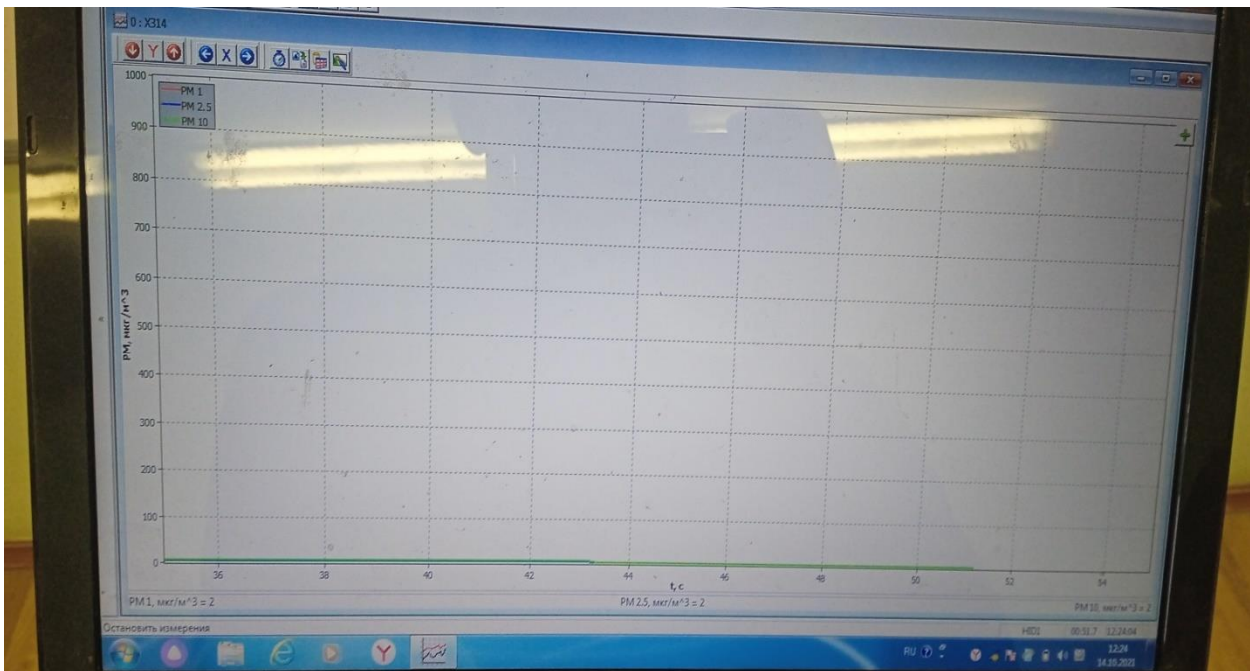 0 : X314
Y X
1000
PM 1
PM 2.5
PM 10
900
800
700
600
500
400
300
200
100
0
PM, мкг/м^3
36 38 40 42 44 46 48 50 52 54
t, c
PM 1, мкг/м^3 = 2 PM 2.5, мкг/м^3 = 2 PM 10, мкг/м^3 = 2
Остановить измерения HID1 00:51.7 12:24:04
RU 12:24
14.10.2021